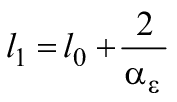 l₁ = l₀ + 2/α_ε